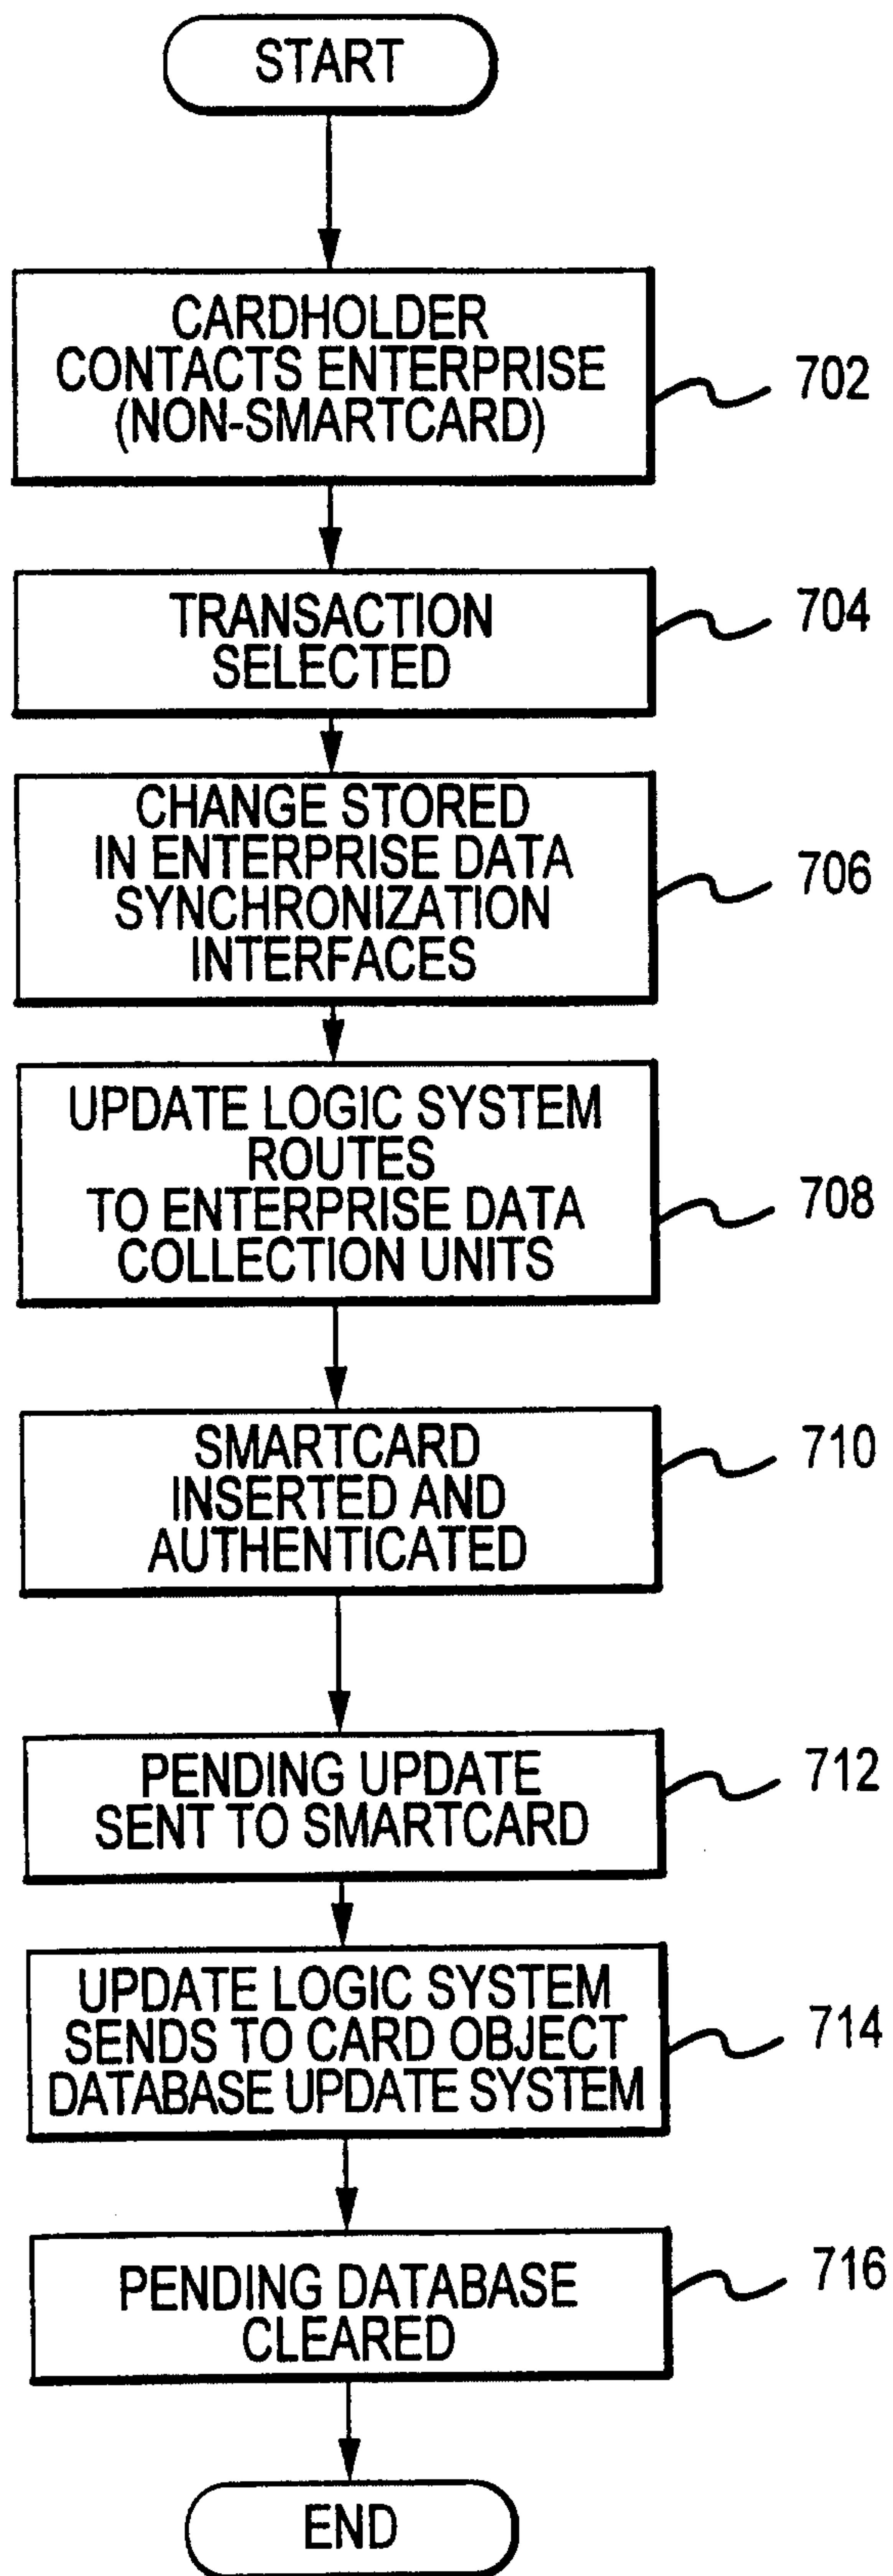 START
CARDHOLDER
CONTACTS ENTERPRISE
(NON-SMARTCARD)
702
TRANSACTION
SELECTED
704
CHANGE STORED
IN ENTERPRISE DATA
SYNCHRONIZATION
INTERFACES
706
UPDATE LOGIC SYSTEM
ROUTES
TO ENTERPRISE DATA
COLLECTION UNITS
708
SMARTCARD
INSERTED AND
AUTHENTICATED
710
PENDING UPDATE
SENT TO SMARTCARD
712
UPDATE LOGIC SYSTEM
SENDS TO CARD OBJECT
DATABASE UPDATE SYSTEM
714
PENDING DATABASE
CLEARED
716
END